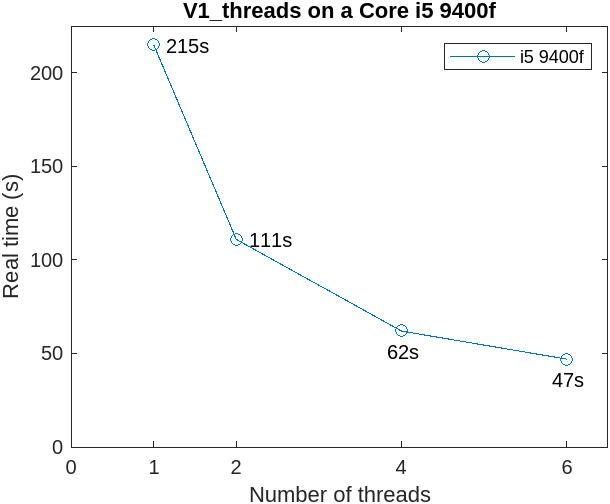 V1_threads on a Core i5 9400f
i5 9400f
215s
111s
62s
47s
Real time (s)
200
150
100
50
0
0 1 2 4 6
Number of threads